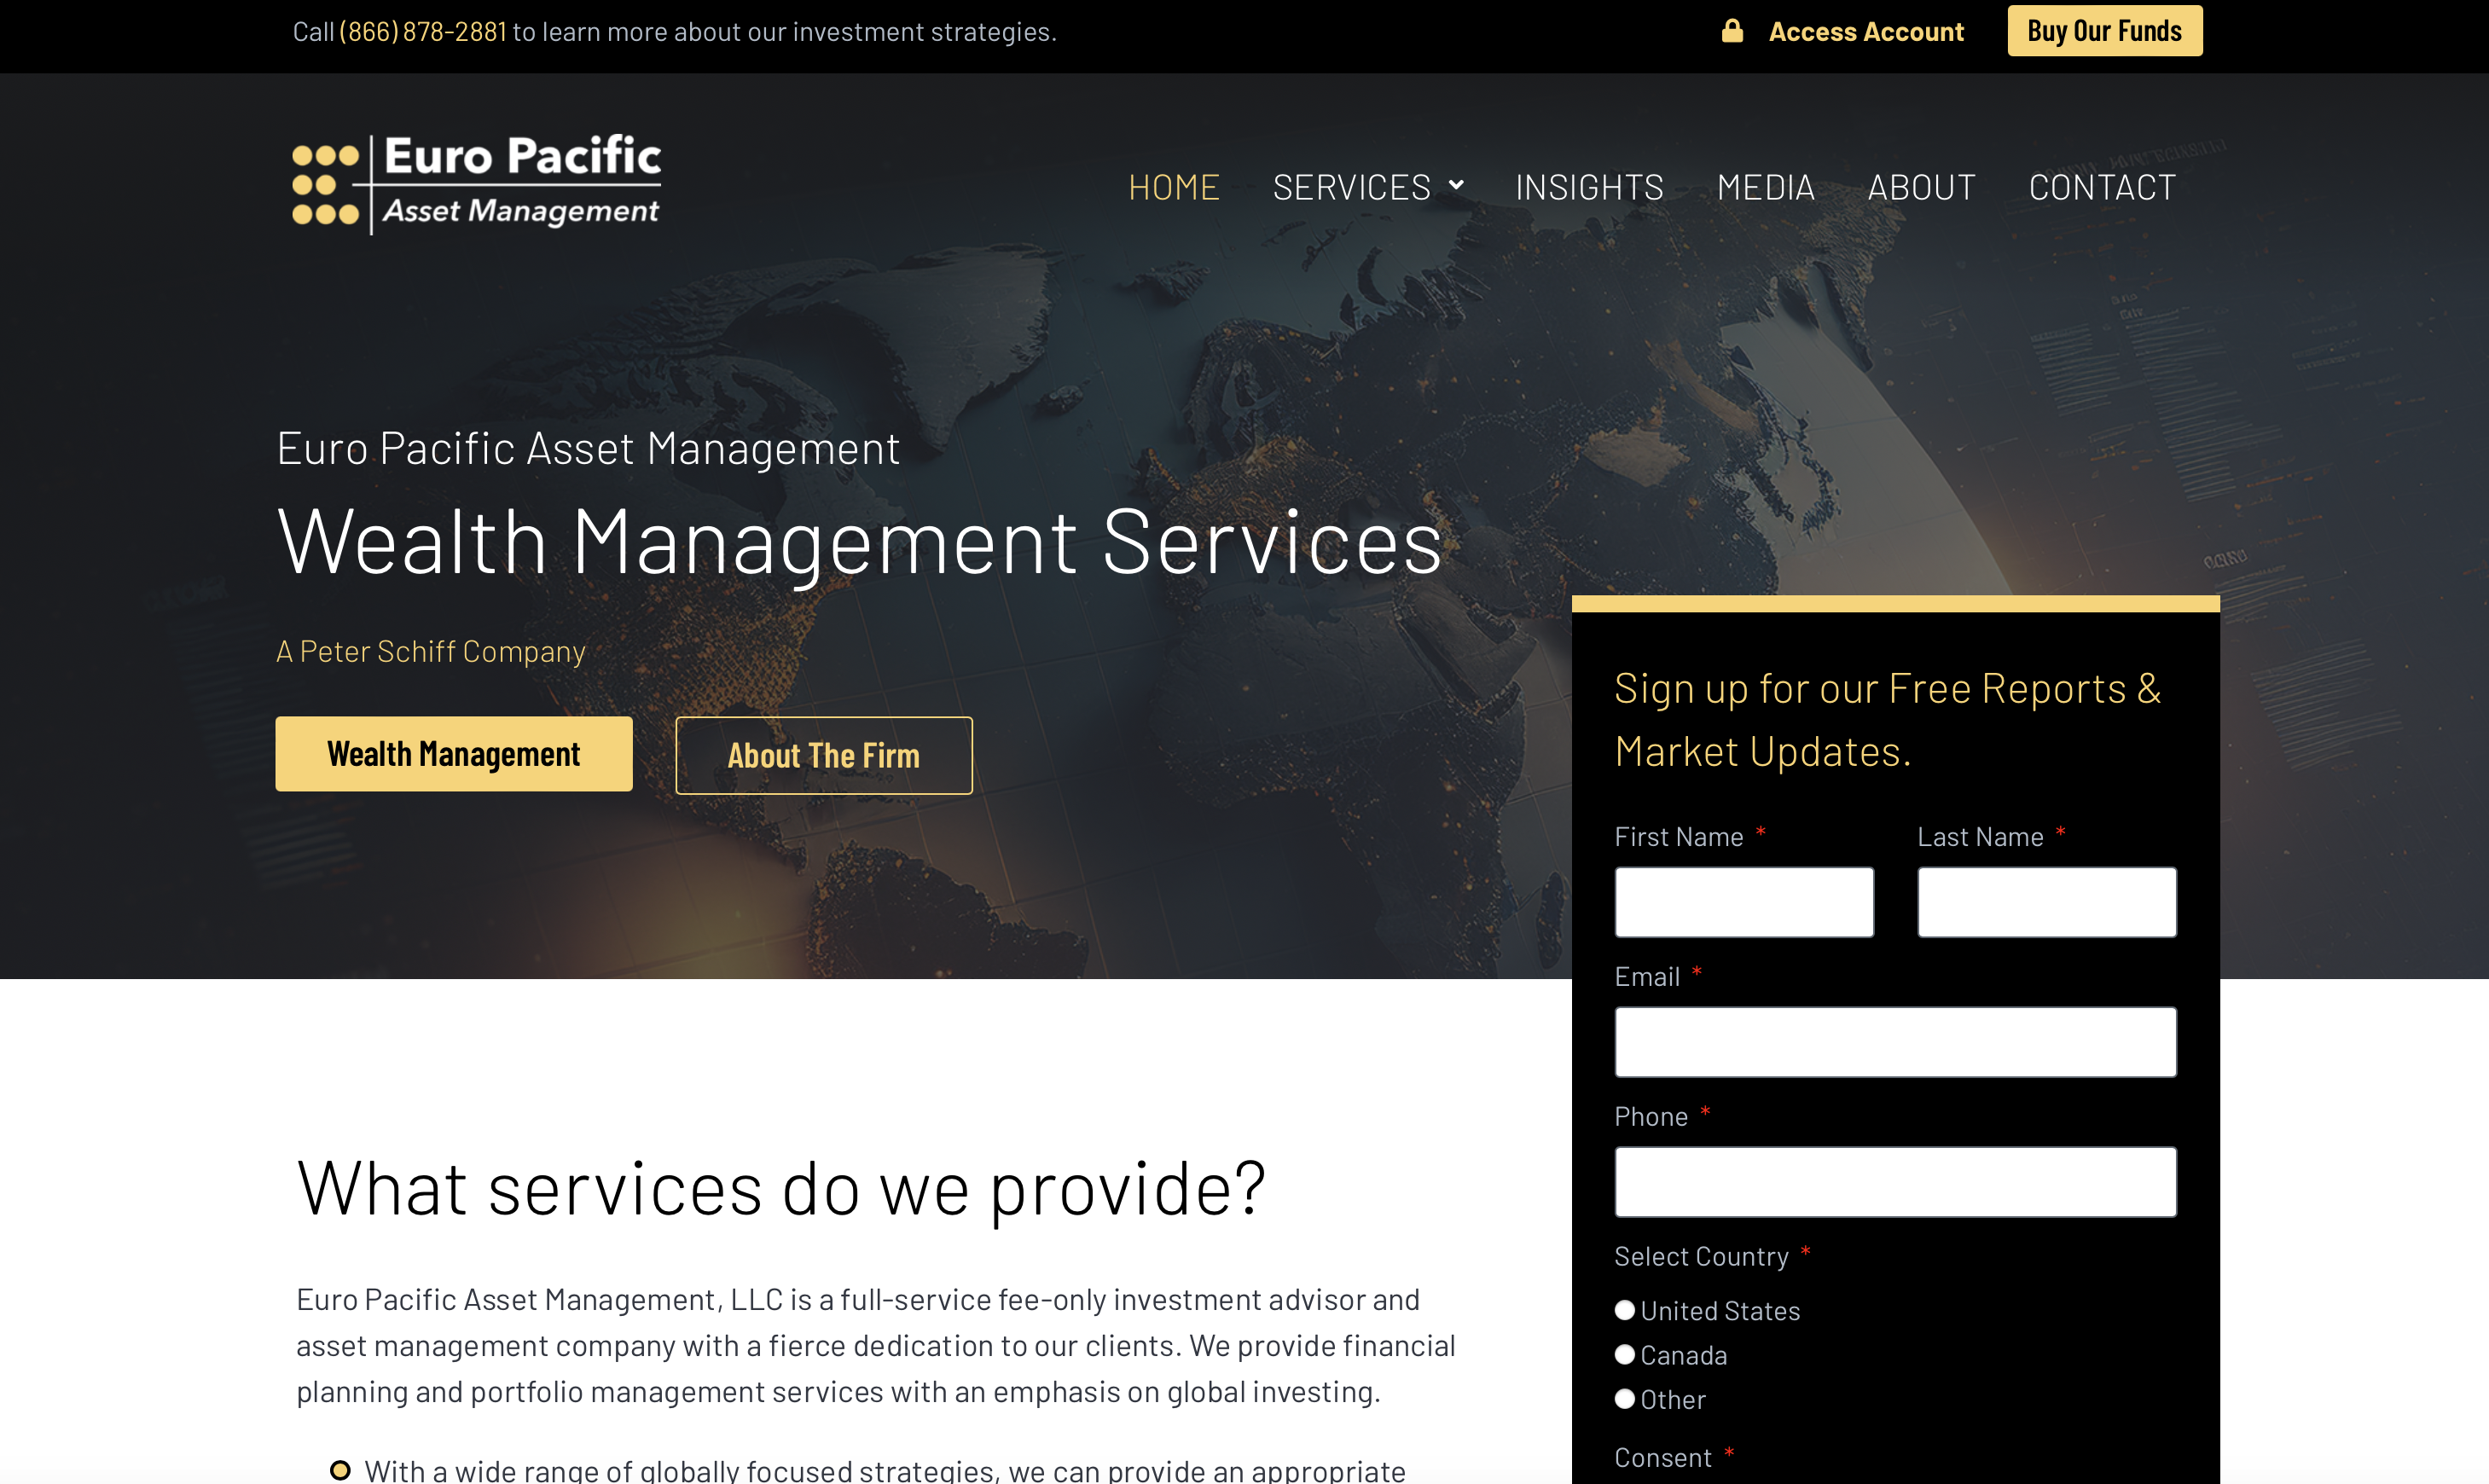 Call (866) 878-2881 to learn more about our investment strategies.
Access Account
Buy Our Funds
Euro Pacific
Asset Management
HOME
SERVICES
INSIGHTS
MEDIA
ABOUT
CONTACT
Euro Pacific Asset Management
Wealth Management Services
A Peter Schiff Company
Wealth Management
About The Firm
Sign up for our Free Reports &
Market Updates.
First Name *
Last Name *
Email *
Phone *
Select Country *
United States
Canada
Other
Consent *
What services do we provide?
Euro Pacific Asset Management, LLC is a full-service fee-only investment advisor and
asset management company with a fierce dedication to our clients. We provide financial
planning and portfolio management services with an emphasis on global investing.
With a wide range of globally focused strategies, we can provide an appropriate